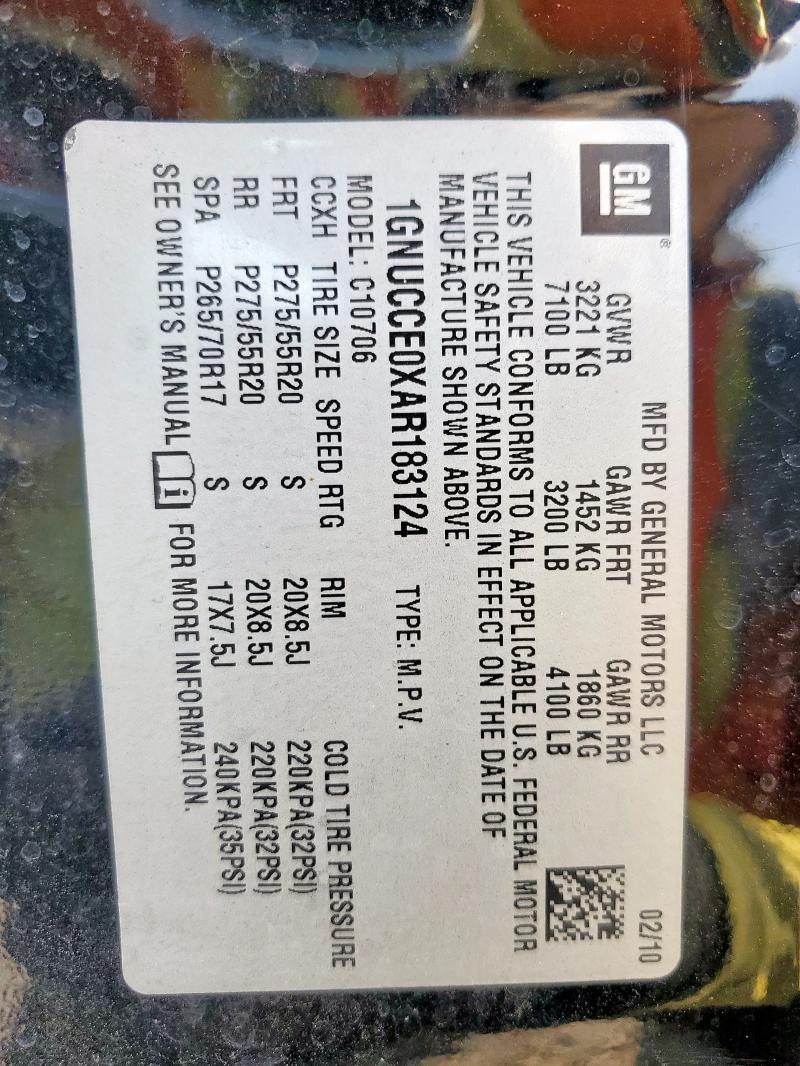 GM ®
MFD BY GENERAL MOTORS LLC 02/10
GVWR GAWR FRT GAWR RR
3221 KG 1452 KG 1860 KG
7100 LB 3200 LB 4100 LB
THIS VEHICLE CONFORMS TO ALL APPLICABLE U.S. FEDERAL MOTOR
VEHICLE SAFETY STANDARDS IN EFFECT ON THE DATE OF
MANUFACTURE SHOWN ABOVE.
1GNUCCE0XAR183124 TYPE: M.P.V.
MODEL: C10706
CCXH TIRE SIZE SPEED RTG RIM COLD TIRE PRESSURE
FRT P275/55R20 S 20X8.5J 220KPA(32PSI)
RR P275/55R20 S 20X8.5J 220KPA(32PSI)
SPA P265/70R17 S 17X7.5J 240KPA(35PSI)
SEE OWNER'S MANUAL i FOR MORE INFORMATION.